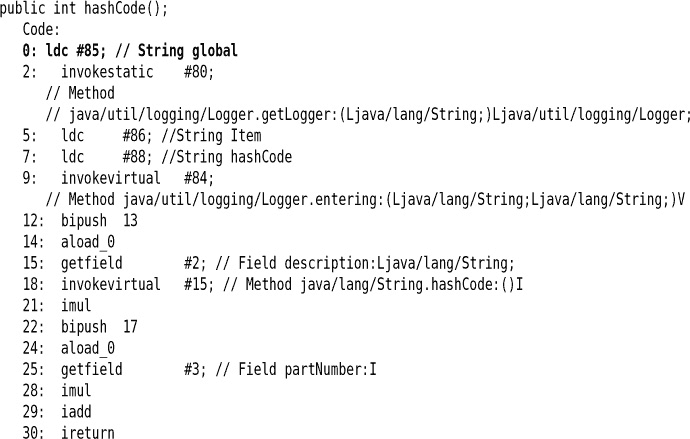 public int hashCode();
Code:
0: ldc #85; // String global
2: invokestatic #80;
// Method
// java/util/logging/Logger.getLogger:(Ljava/lang/String;)Ljava/util/logging/Logger;
5: ldc #86; //String Item
7: ldc #88; //String hashCode
9: invokevirtual #84;
// Method java/util/logging/Logger.entering:(Ljava/lang/String;Ljava/lang/String;)V
12: bipush 13
14: aload_0
15: getfield #2; // Field description:Ljava/lang/String;
18: invokevirtual #15; // Method java/lang/String.hashCode:()I
21: imul
22: bipush 17
24: aload_0
25: getfield #3; // Field partNumber:I
28: imul
29: iadd
30: ireturn